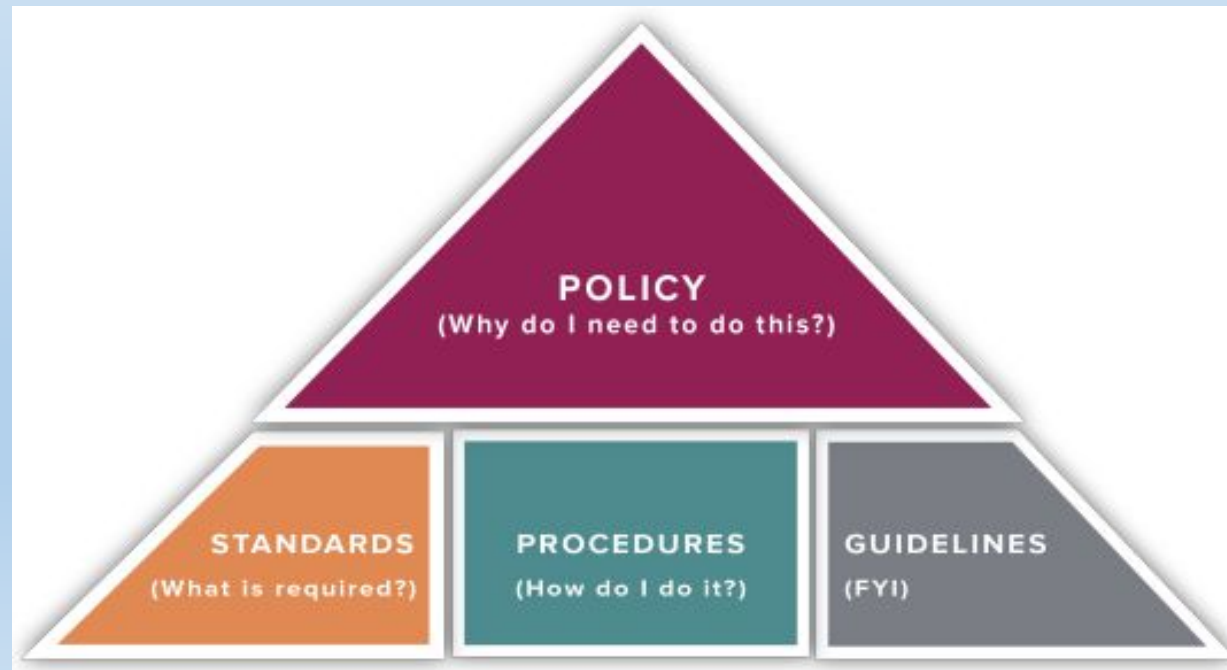 POLICY
(Why do I need to do this?)
STANDARDS
(What is required?)
PROCEDURES
(How do I do it?)
GUIDELINES
(FYI)